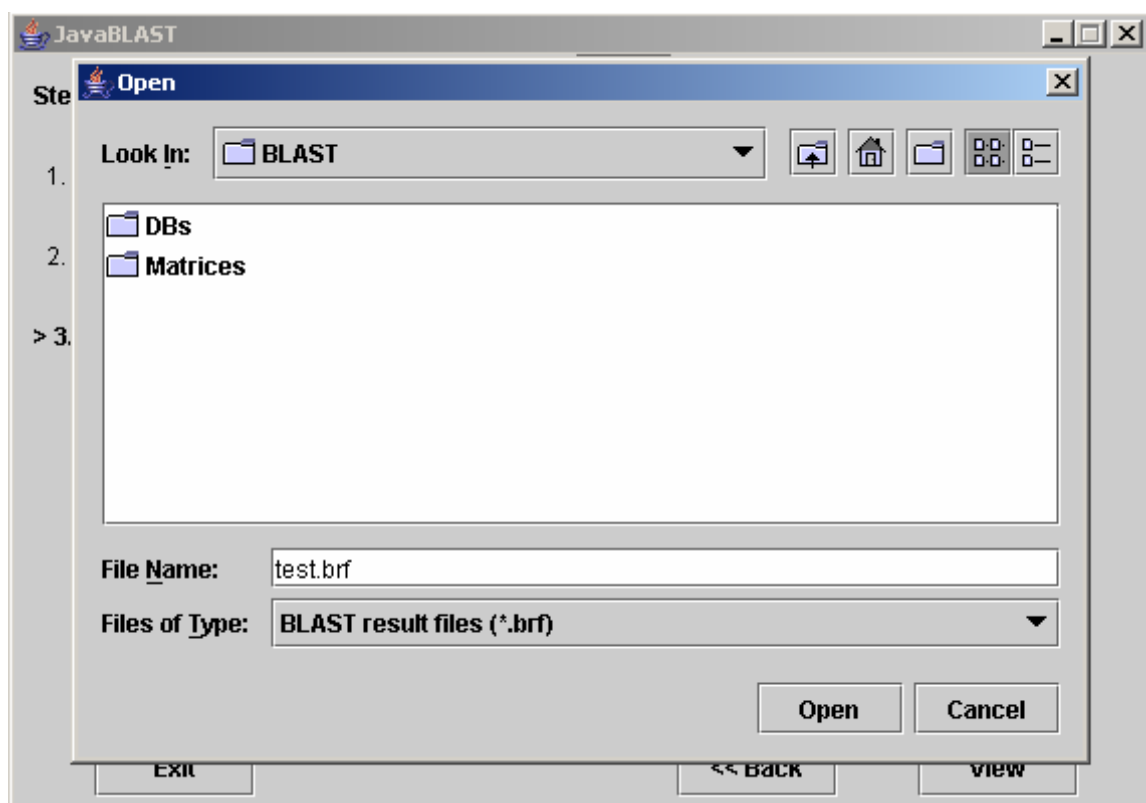 JavaBLAST
Ste
Open
Look In: BLAST
1.
DBs
2.
Matrices
> 3.
File Name: test.brf
Files of Type: BLAST result files (*.brf)
Open Cancel
Exit << Back View